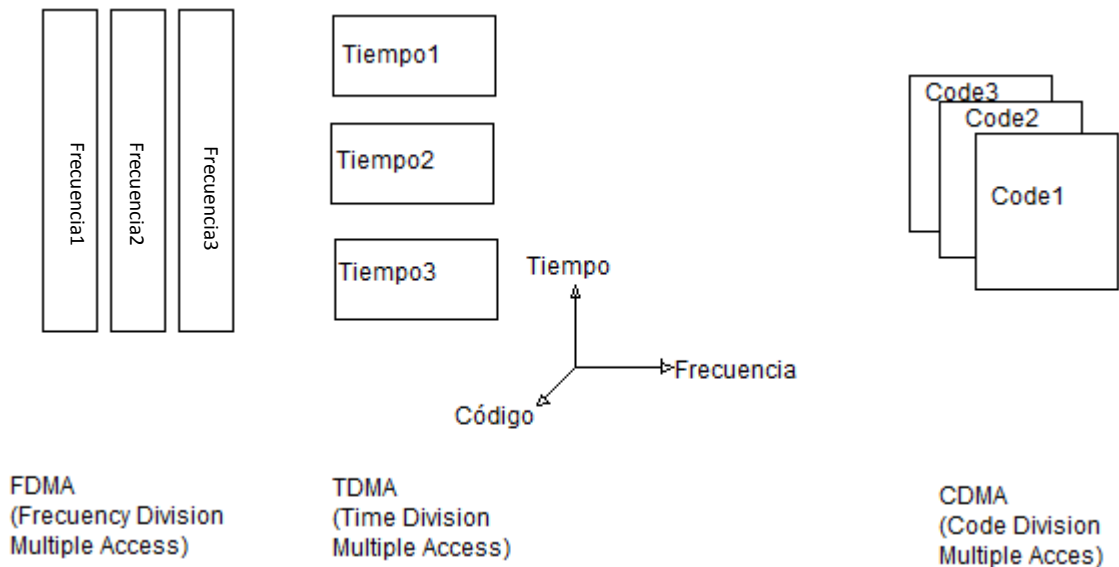 Frecuencia1
Frecuencia2
Frecuencia3
Tiempo1
Tiempo2
Tiempo3
Tiempo
Frecuencia
Código
Code3
Code2
Code1
FDMA
(Frecuency Division
Multiple Access)
TDMA
(Time Division
Multiple Access)
CDMA
(Code Division
Multiple Acces)